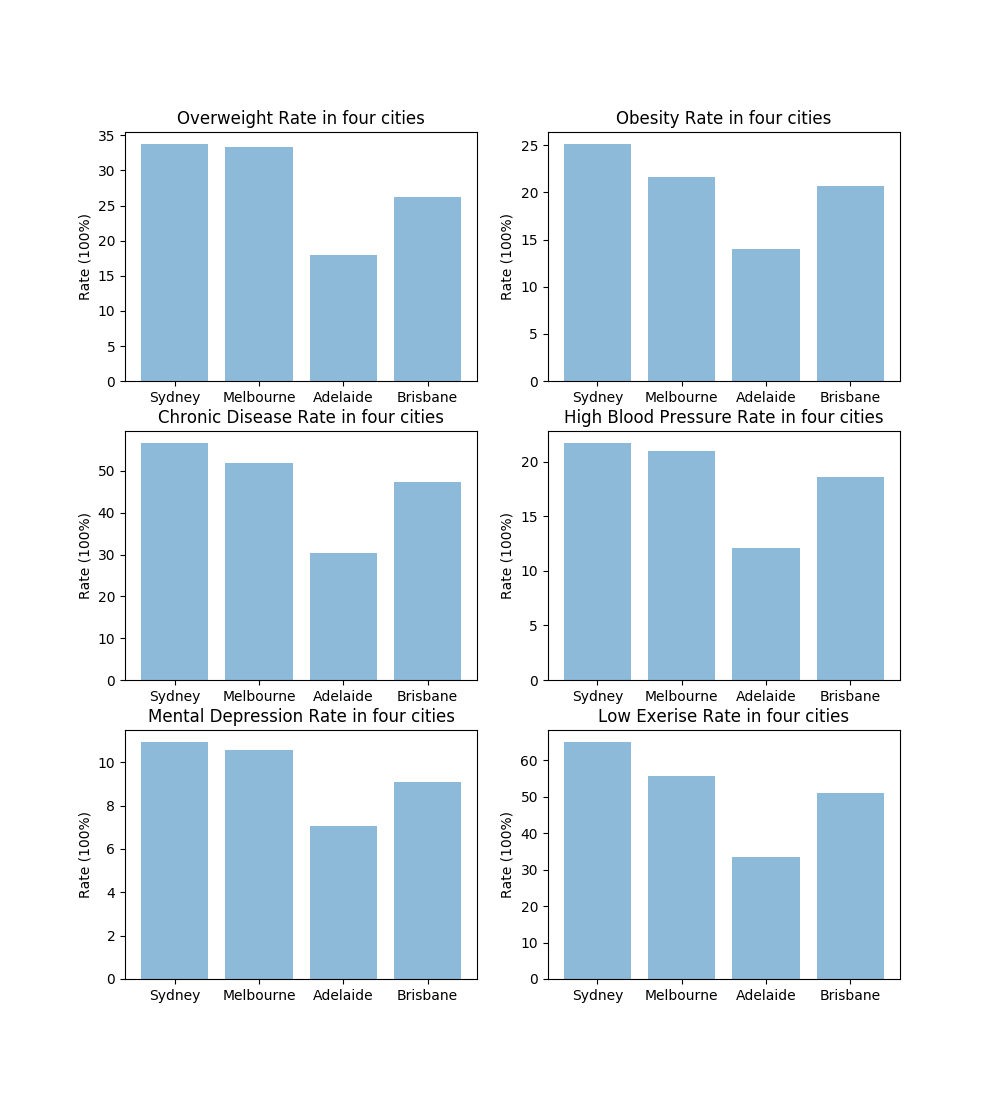 Overweight Rate in four cities
Rate (100%)
35
30
25
20
15
10
5
0
Sydney Melbourne Adelaide Brisbane
Obesity Rate in four cities
Rate (100%)
25
20
15
10
5
0
Sydney Melbourne Adelaide Brisbane
Chronic Disease Rate in four cities
Rate (100%)
50
40
30
20
10
0
Sydney Melbourne Adelaide Brisbane
High Blood Pressure Rate in four cities
Rate (100%)
20
15
10
5
0
Sydney Melbourne Adelaide Brisbane
Mental Depression Rate in four cities
Rate (100%)
10
8
6
4
2
0
Sydney Melbourne Adelaide Brisbane
Low Exerise Rate in four cities
Rate (100%)
60
50
40
30
20
10
0
Sydney Melbourne Adelaide Brisbane